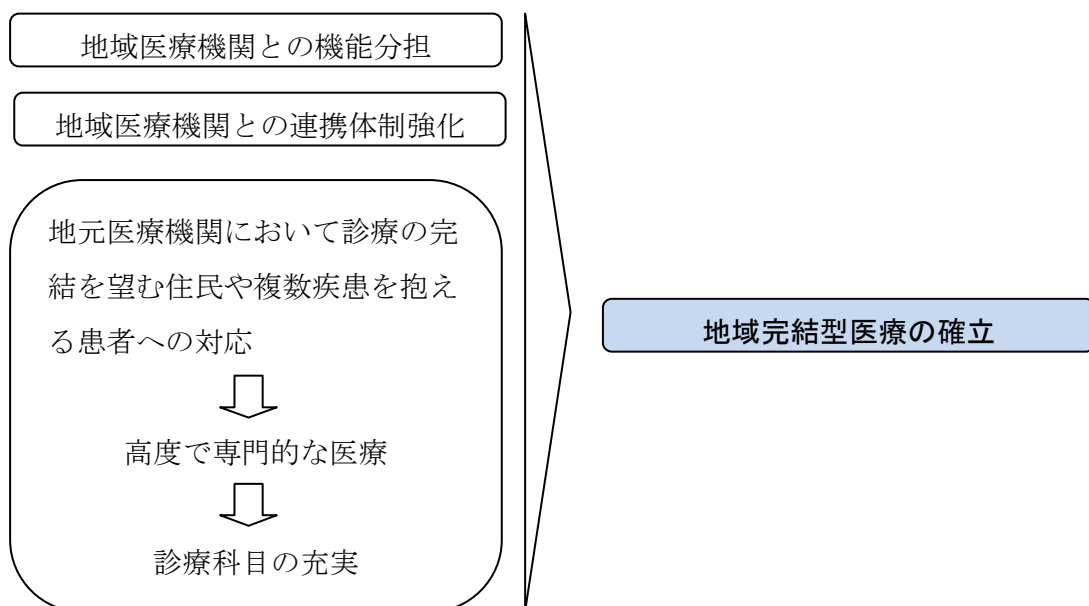 地域医療機関との機能分担
地域医療機関との連携体制強化
地元医療機関において診療の完
結を望む住民や複数疾患を抱え
る患者への対応
高度で専門的な医療
診療科目の充実
地域完結型医療の確立